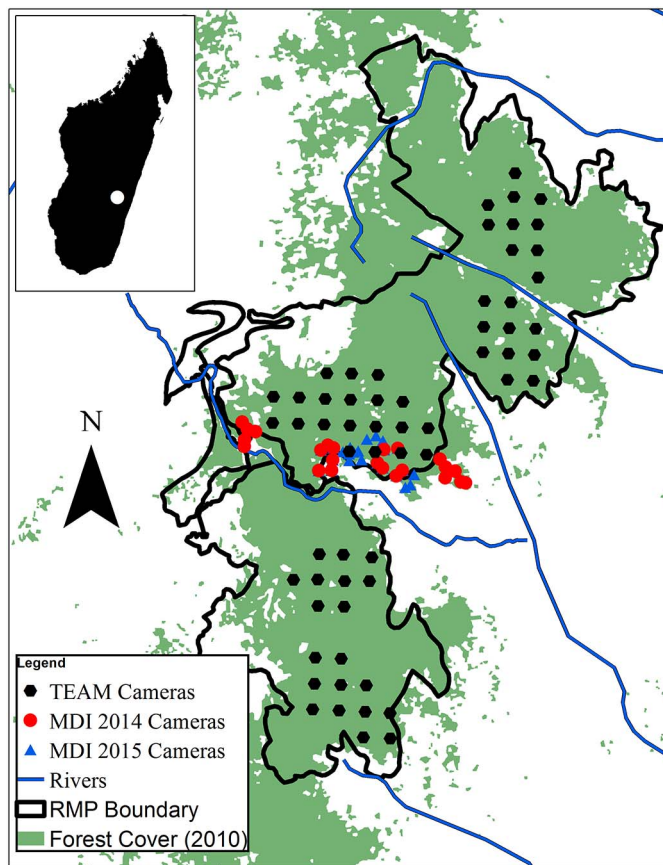 N
Legend
TEAM Cameras
MDI 2014 Cameras
MDI 2015 Cameras
Rivers
RMP Boundary
Forest Cover (2010)